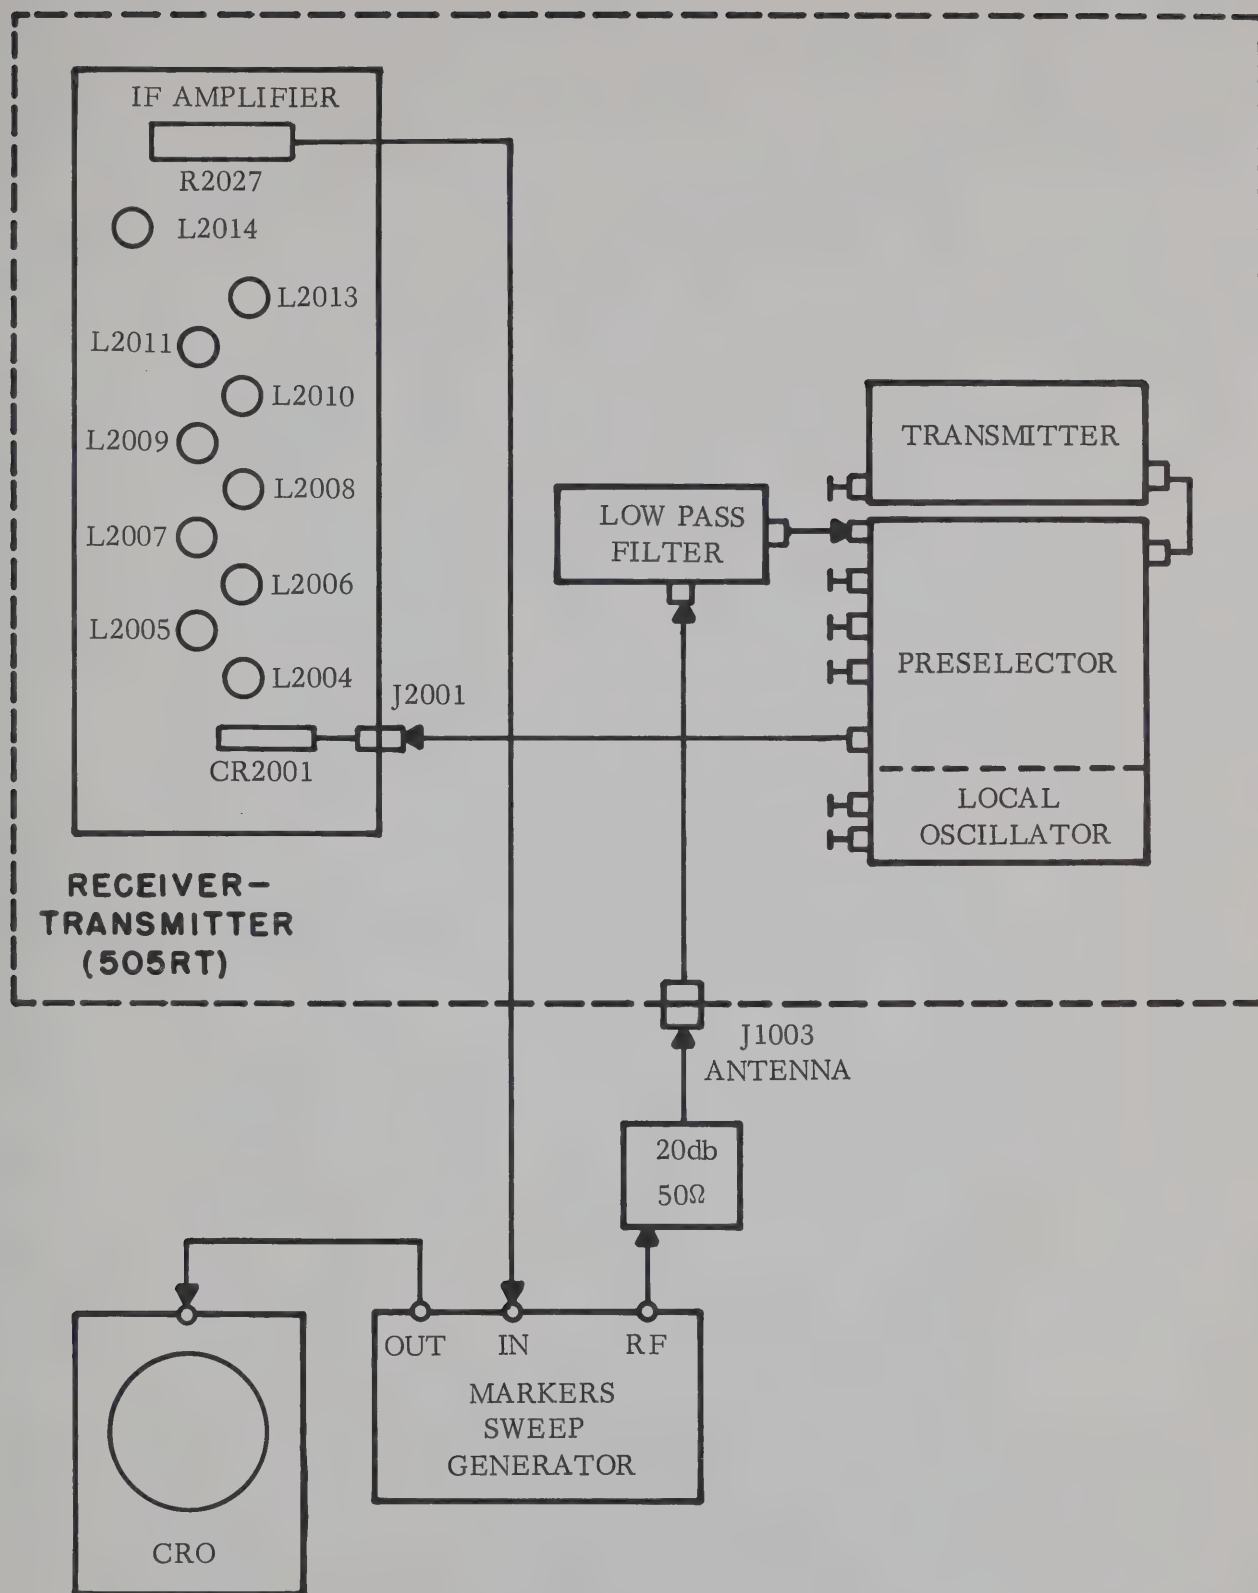 IF AMPLIFIER
R2027
L2014
L2013
L2011
L2010
L2009
L2008
L2007
L2006
L2005
L2004
J2001
CR2001
TRANSMITTER
LOW PASS
FILTER
PRESELECTOR
LOCAL
OSCILLATOR
RECEIVER-
TRANSMITTER
(505RT)
J1003
ANTENNA
20db
50Ω
OUT
IN
RF
MARKERS
SWEEP
GENERATOR
CRO